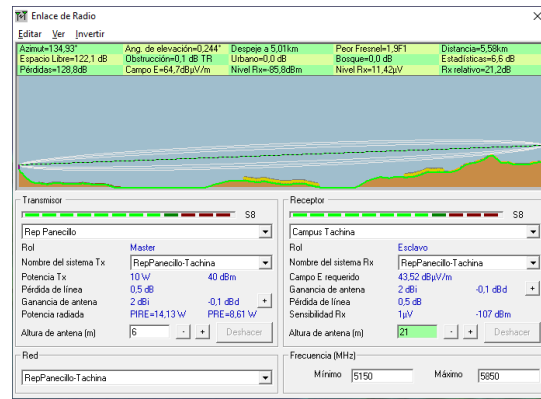 Enlace de Radio
Editar Ver Invertir
Azimut=134,93° Ang. de elevación=0,244° Despeje a 5,01km Peor Fresnel=1,9F1 Distancia=5,58km
Espacio Libre=122,1 dB Obstrucción=0,1 dB TR Urbano=0,0 dB Bosque=0,0 dB Estadísticas=6,6 dB
Pérdidas=128,8dB Campo E=64,7dBµV/m Nivel Rx=-85,8dBm Nivel Rx=11,42µV Rx relativo=21,2dB
Transmisor
S8
Rep Panecillo
Rol Master
Nombre del sistema Tx RepPanecillo-Tachina
Potencia Tx 10 W 40 dBm
Pérdida de línea 0,5 dB
Ganancia de antena 2 dBi -0,1 dBd +
Potencia radiada PIRE=14,13 W PRE=8,61 W
Altura de antena (m) 6 - + Deshacer
Receptor
S8
Campus Tachina
Rol Esclavo
Nombre del sistema Rx RepPanecillo-Tachina
Campo E requerido 43,52 dBµV/m
Ganancia de antena 2 dBi -0,1 dBd +
Pérdida de línea 0,5 dB
Sensibilidad Rx 1µV -107 dBm
Altura de antena (m) 21 - + Deshacer
Red
RepPanecillo-Tachina
Frecuencia (MHz)
Mínimo 5150 Máximo 5850